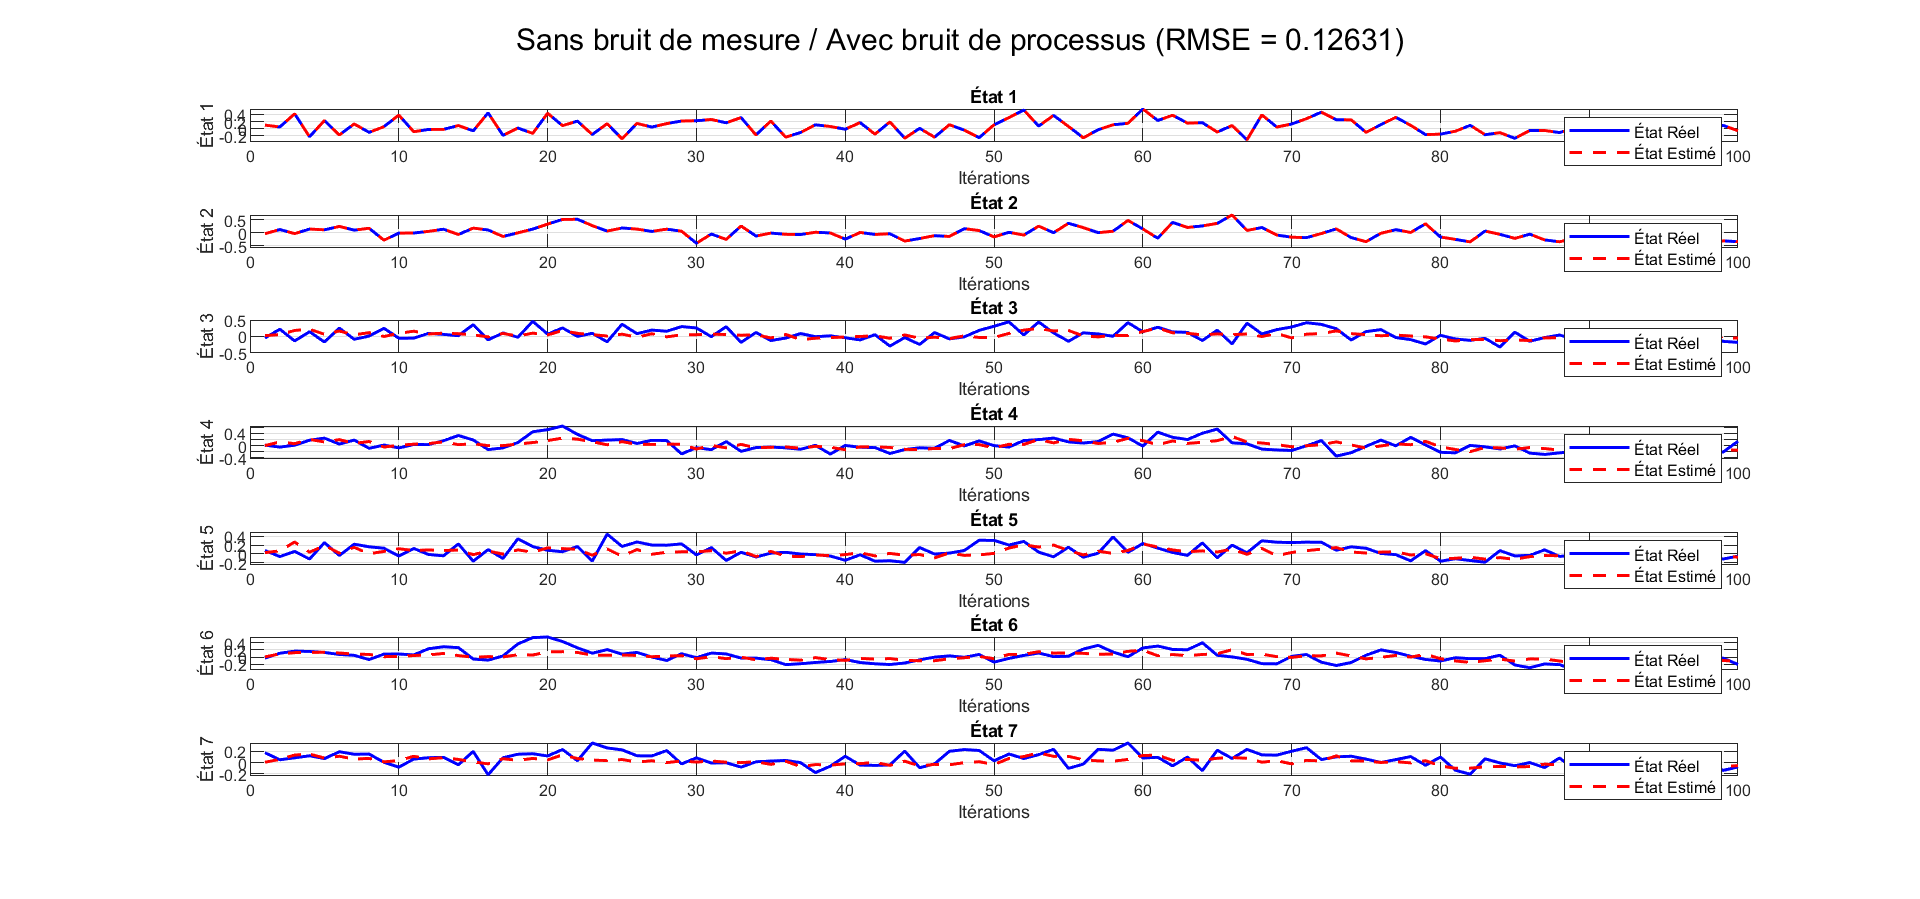 Sans bruit de mesure / Avec bruit de processus (RMSE = 0.12631)
État 1
État 1
0.4
0.2
0
-0.2
0 10 20 30 40 50 60 70 80 100
Itérations
État Réel
État Estimé
État 2
État 2
0.5
0
-0.5
0 10 20 30 40 50 60 70 80 100
Itérations
État Réel
État Estimé
État 3
État 3
0.5
0
-0.5
0 10 20 30 40 50 60 70 80 100
Itérations
État Réel
État Estimé
État 4
État 4
0.4
0
-0.4
0 10 20 30 40 50 60 70 80 100
Itérations
État Réel
État Estimé
État 5
État 5
0.4
0.2
0
-0.2
0 10 20 30 40 50 60 70 80 100
Itérations
État Réel
État Estimé
État 6
État 6
0.4
0.2
0
-0.2
0 10 20 30 40 50 60 70 80 100
Itérations
État Réel
État Estimé
État 7
État 7
0.2
0
-0.2
0 10 20 30 40 50 60 70 80 100
Itérations
État Réel
État Estimé